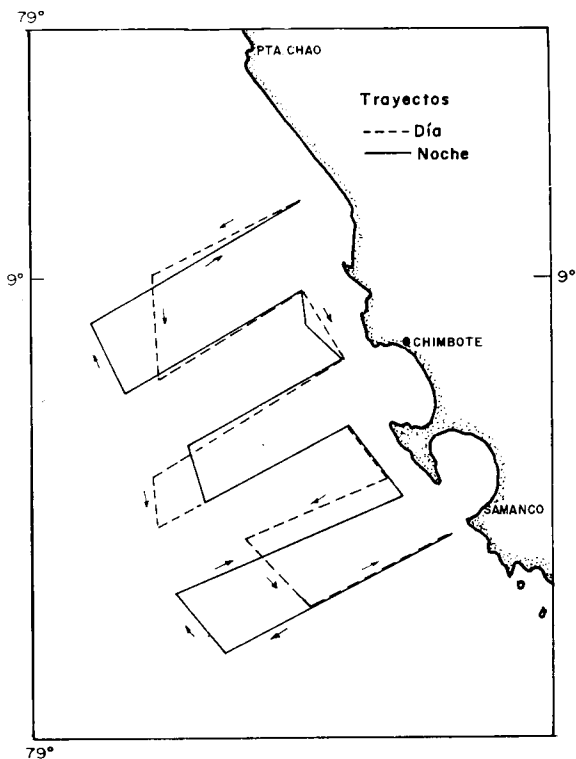 79°
PTA. CHAO
Trayectos
Día
Noche
9°
9°
CHIMBOTE
SAMANCO
79°